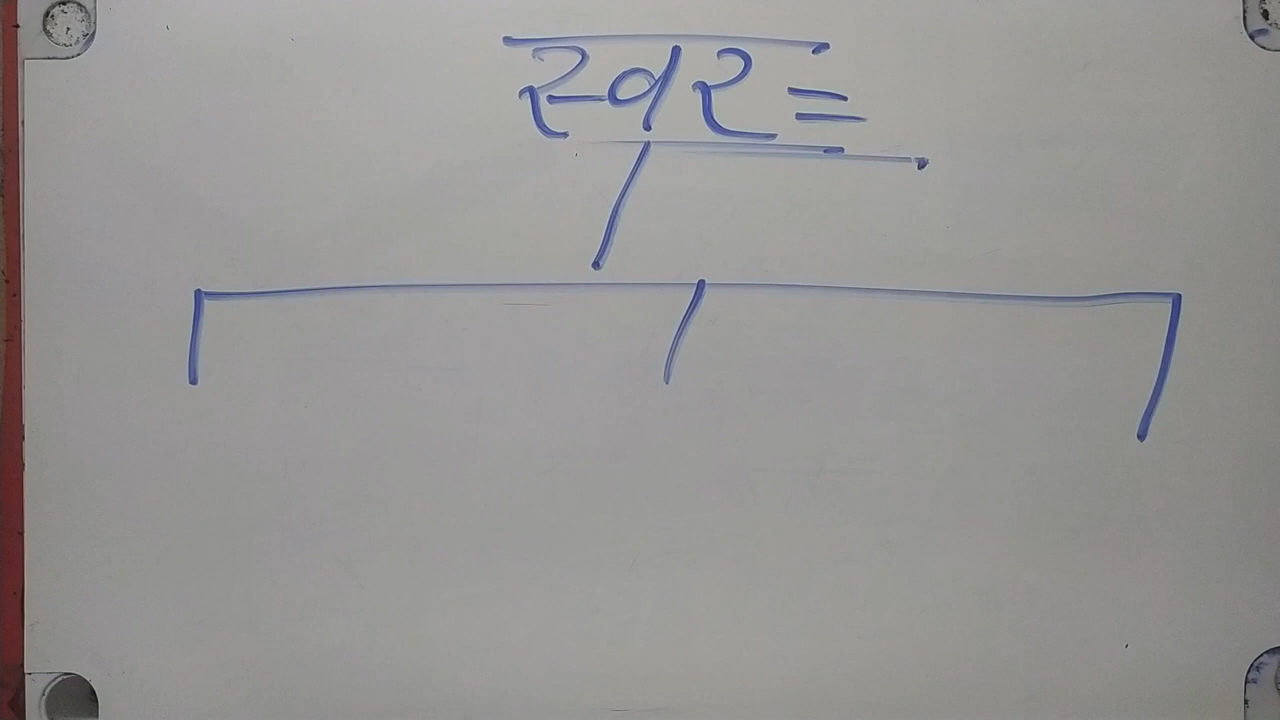 स्वर =